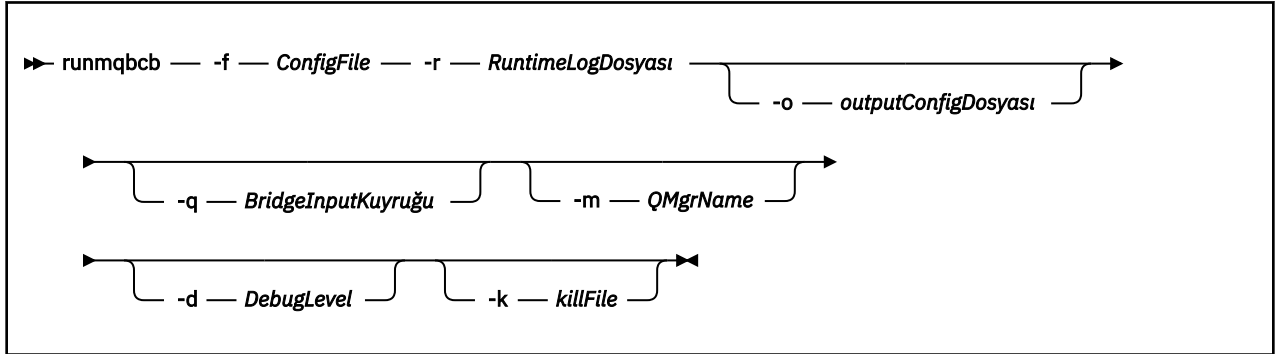 runmqbcb -f ConfigFile -r RuntimeLogDosyası
-o outputConfigDosyası
-q BridgeInputKuyruğu -m QMgrName
-d DebugLevel -k killFile